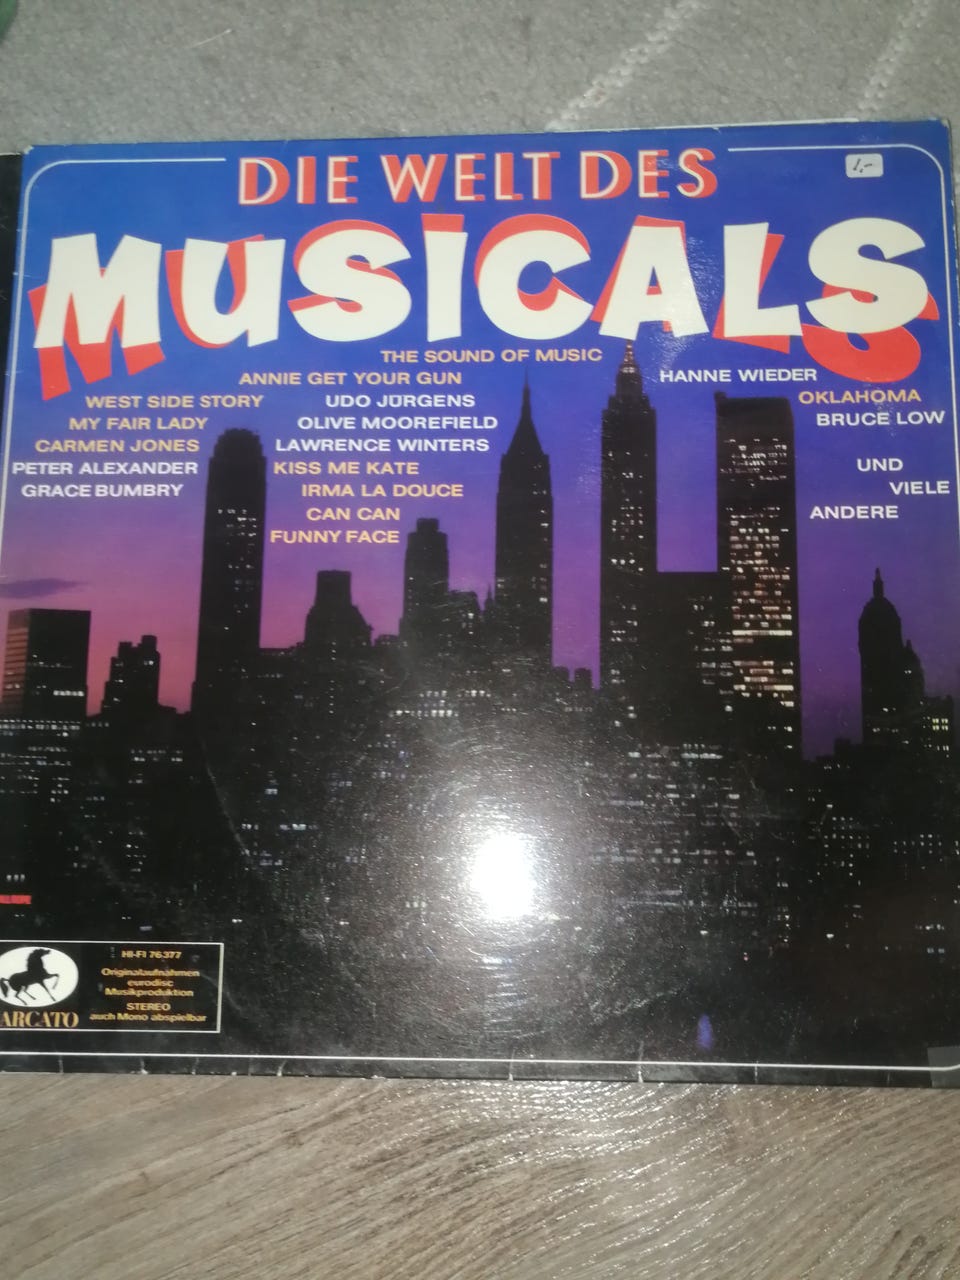 DIE WELT DES
MUSICALS
1,-
THE SOUND OF MUSIC
ANNIE GET YOUR GUN
HANNE WIEDER
WEST SIDE STORY
UDO JÜRGENS
OKLAHOMA
MY FAIR LADY
OLIVE MOOREFIELD
BRUCE LOW
CARMEN JONES
LAWRENCE WINTERS
PETER ALEXANDER
KISS ME KATE
UND
GRACE BUMBRY
IRMA LA DOUCE
VIELE
CAN CAN
ANDERE
FUNNY FACE
HI-FI 76377
Originalaufnahmen
eurodisc
Musikproduktion
STEREO
auch Mono abspielbar
ARCATO